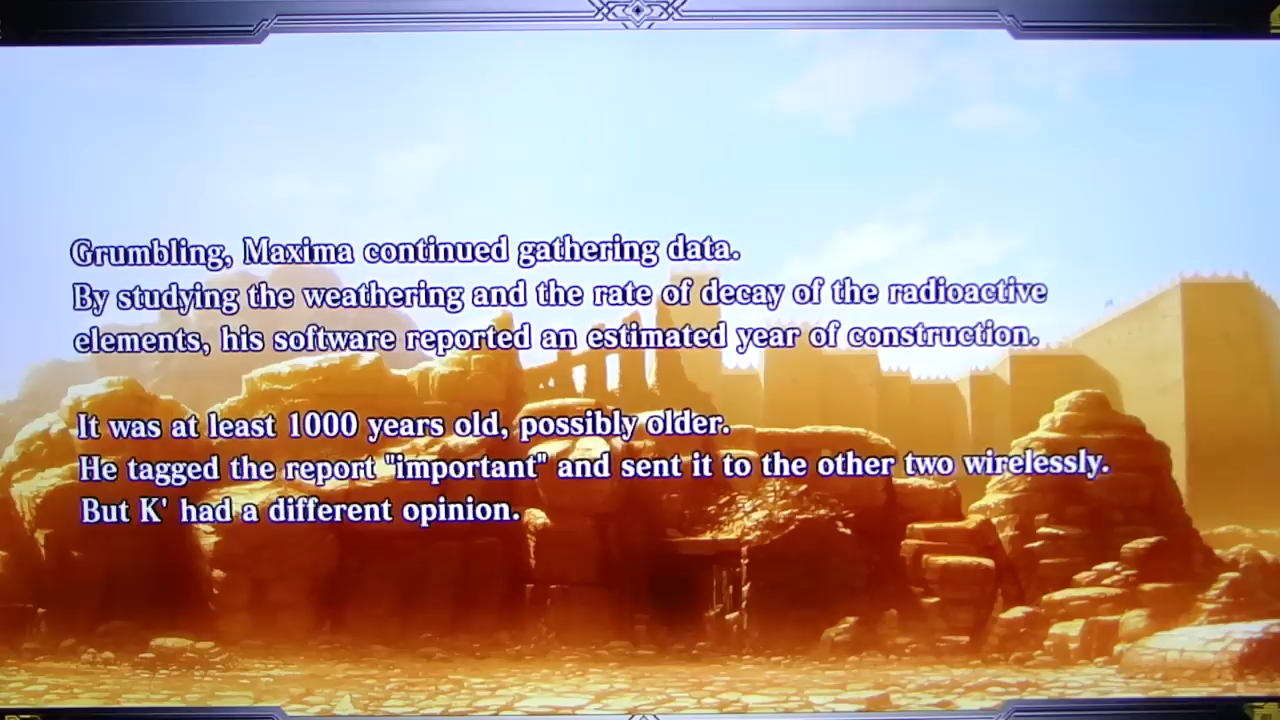 Grumbling, Maxima continued gathering data.
By studying the weathering and the rate of decay of the radioactive
elements, his software reported an estimated year of construction.
It was at least 1000 years old, possibly older.
He tagged the report "important" and sent it to the other two wirelessly.
But K' had a different opinion.